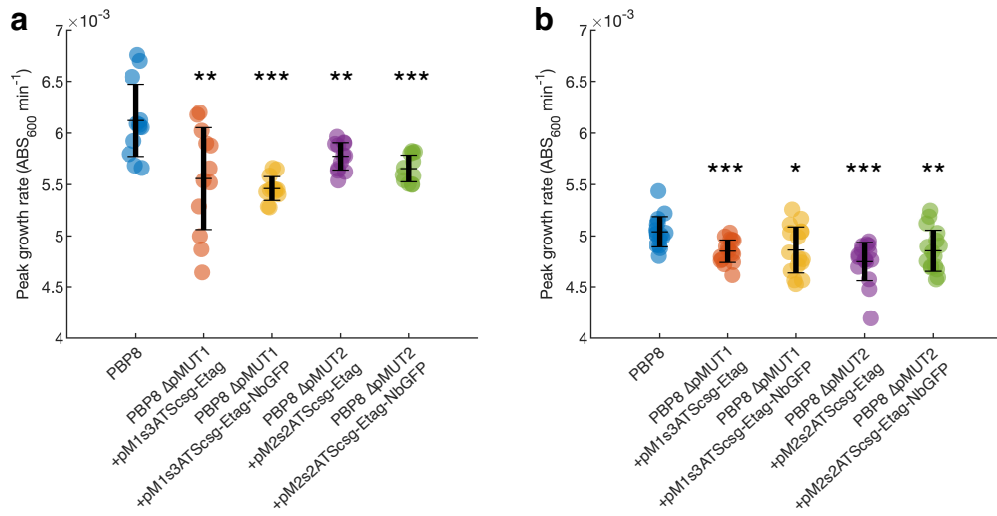 a
×10⁻³
7
6.5
6
5.5
5
4.5
4
Peak growth rate (ABS₆₀₀ min⁻¹)
** *** ** ***
PBP8
PBP8 ΔpMUT1
+pM1s3ATScsg-Etag
PBP8 ΔpMUT1
+pM1s3ATScsg-Etag-NbGFP
PBP8 ΔpMUT2
+pM2s2ATScsg-Etag
PBP8 ΔpMUT2
+pM2s2ATScsg-Etag-NbGFP
b
×10⁻³
7
6.5
6
5.5
5
4.5
4
Peak growth rate (ABS₆₀₀ min⁻¹)
*** * *** **
PBP8
PBP8 ΔpMUT1
+pM1s3ATScsg-Etag
PBP8 ΔpMUT1
+pM1s3ATScsg-Etag-NbGFP
PBP8 ΔpMUT2
+pM2s2ATScsg-Etag
PBP8 ΔpMUT2
+pM2s2ATScsg-Etag-NbGFP